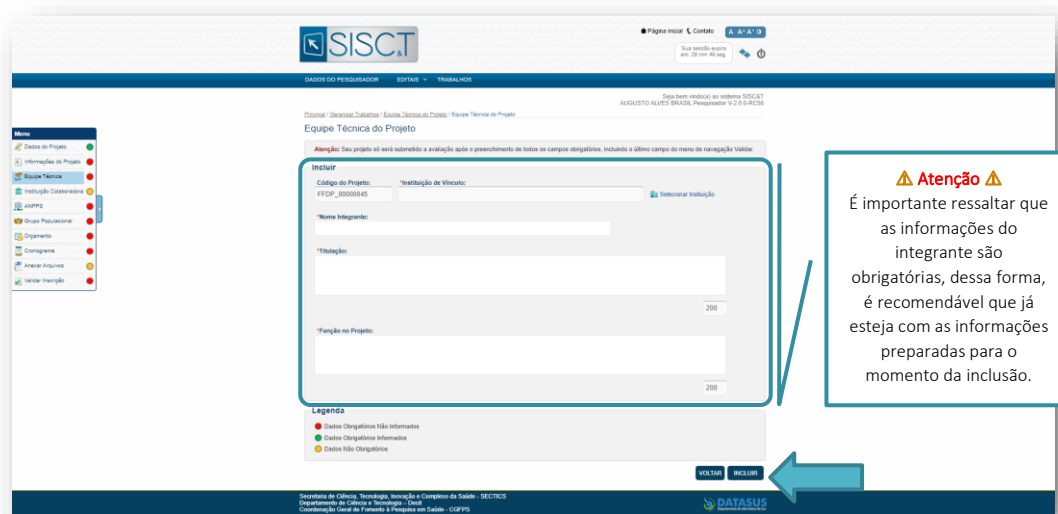 SISC&T
Página inicial Contato A A+ A-
Sua sessão expira
em: 28 min 48 seg.
DADOS DO PESQUISADOR EDITAIS TRABALHOS
Seja bem vindo(a) ao sistema SISC&T
AUGUSTO ALVES BRASIL Pesquisador V-2.0.0-RC56
Principal / Gerenciar Trabalhos / Equipe Técnica do Projeto / Equipe Técnica do Projeto
Equipe Técnica do Projeto
Atenção: Seu projeto só será submetido a avaliação após o preenchimento de todos os campos obrigatórios, incluindo o último campo do menu de navegação Validar.
Menu
Dados do Projeto
Informações do Projeto
Equipe Técnica
Instituição Colaboradora
ANPPS
Grupo Populacional
Orçamento
Cronograma
Anexar Arquivos
Validar Inscrição
Incluir
Código do Projeto: *Instituição de Vínculo:
FFDP_00000045
Selecionar Instituição
*Nome Integrante:
*Titulação:
200
*Função no Projeto:
200
Atenção
É importante ressaltar que
as informações do
integrante são
obrigatórias, dessa forma,
é recomendável que já
esteja com as informações
preparadas para o
momento da inclusão.
Legenda
Dados Obrigatórios Não Informados
Dados Obrigatórios Informados
Dados Não Obrigatórios
VOLTAR INCLUIR
Secretaria de Ciência, Tecnologia, Inovação e Complexo da Saúde - SECTICS
Departamento de Ciência e Tecnologia - Decit
Coordenação Geral de Fomento à Pesquisa em Saúde - CGFPS
DATASUS